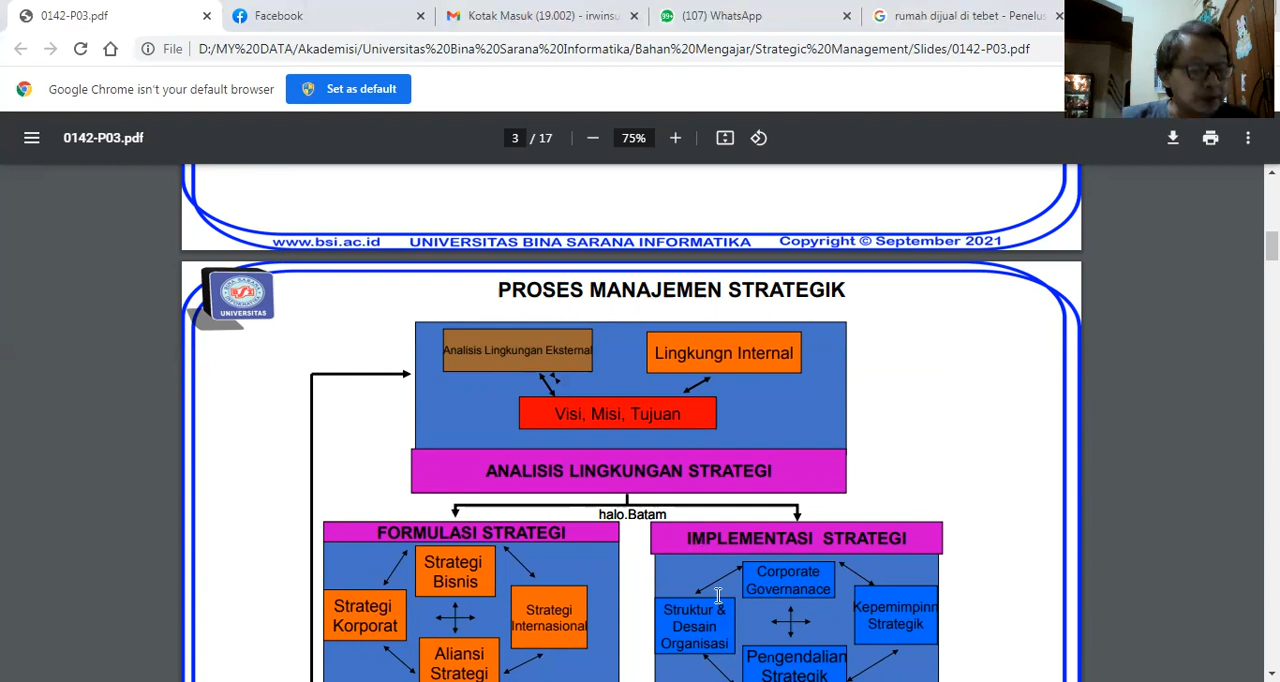 0142-P03.pdf
Facebook
Kotak Masuk (19.002) - irwinsu
99+
(107) WhatsApp
rumah dijual di tebet - Penelus
File
D:/MY%20DATA/Akademisi/Universitas%20Bina%20Sarana%20Informatika/Bahan%20Mengajar/Strategic%20Management/Slides/0142-P03.pdf
Google Chrome isn't your default browser
Set as default
0142-P03.pdf
3 / 17
75%
www.bsi.ac.id UNIVERSITAS BINA SARANA INFORMATIKA Copyright © September 2021
UNIVERSITAS
PROSES MANAJEMEN STRATEGIK
Analisis Lingkungan Eksternal
Lingkungn Internal
Visi, Misi, Tujuan
ANALISIS LINGKUNGAN STRATEGI
halo.Batam
FORMULASI STRATEGI
Strategi
Bisnis
Strategi
Korporat
Strategi
Internasional
Aliansi
Strategi
IMPLEMENTASI STRATEGI
Corporate
Governanace
Struktur &
Desain
Organisasi
Kepemimpinn
Strategik
Pengendalian
Strategik